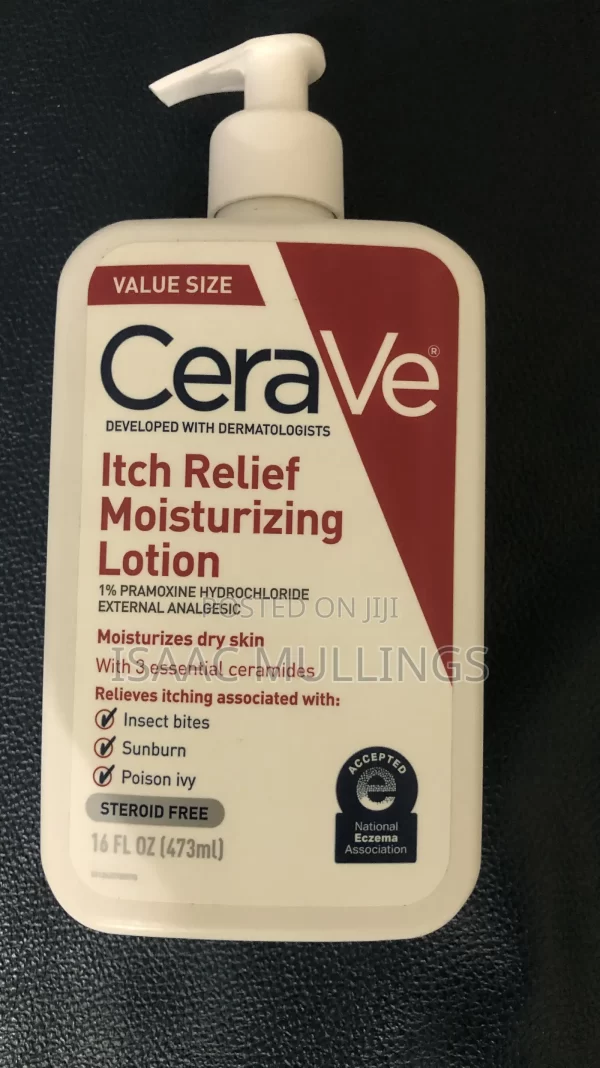 VALUE SIZE
CeraVe®
DEVELOPED WITH DERMATOLOGISTS
Itch Relief
Moisturizing
Lotion
1% PRAMOXINE HYDROCHLORIDE
EXTERNAL ANALGESIC
POSTED ON JIJI
Moisturizes dry skin
With 3 essential ceramides
ISAAC MULLINGS
Relieves itching associated with:
Insect bites
Sunburn
Poison ivy
STEROID FREE
16 FL OZ (473ml)
ACCEPTED
e
National
Eczema
Association